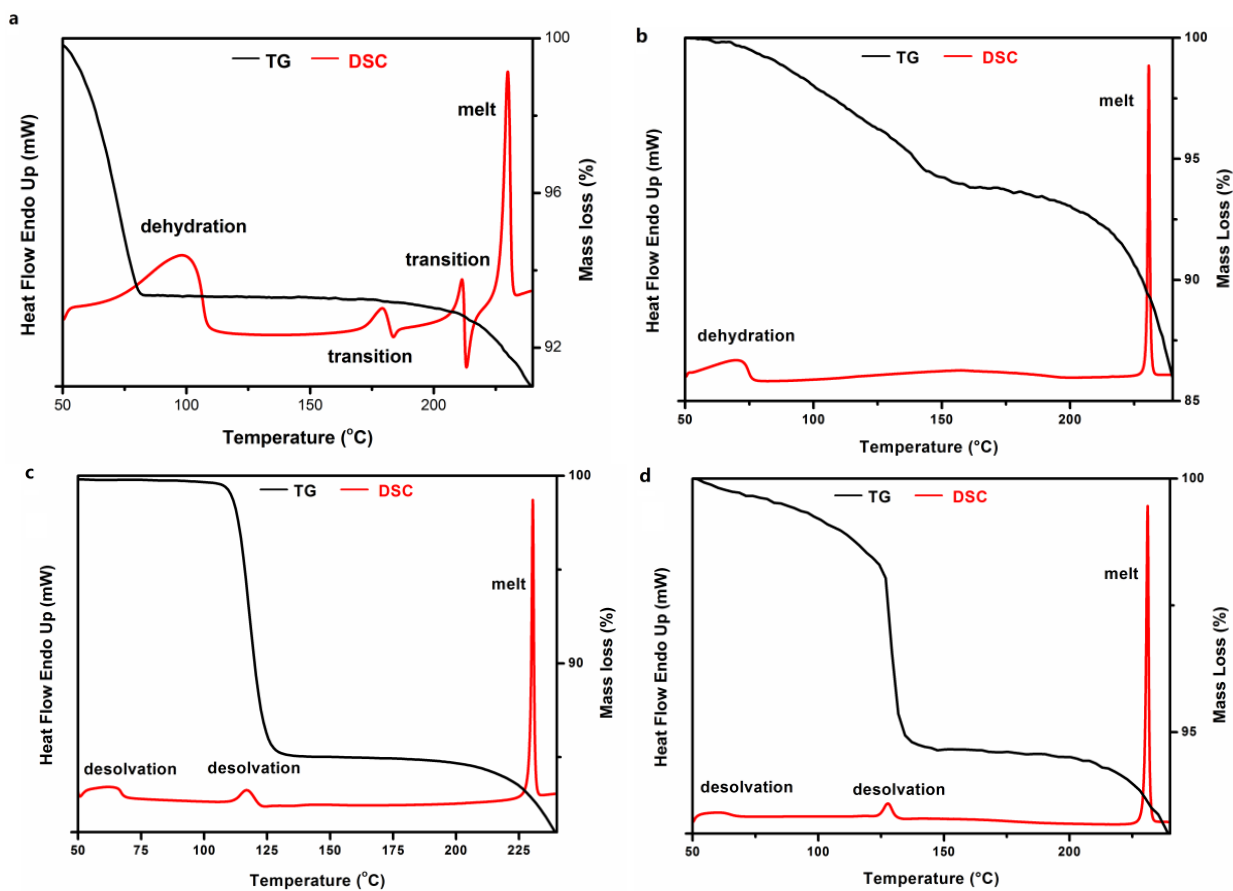 a
TG DSC
melt
dehydration
transition
transition
Heat Flow Endo Up (mW)
Mass loss (%)
100
96
92
50 100 150 200
Temperature (°C)
b
TG DSC
melt
dehydration
Heat Flow Endo Up (mW)
Mass Loss (%)
100
95
90
85
50 100 150 200
Temperature (°C)
c
TG DSC
melt
desolvation
desolvation
Heat Flow Endo Up (mW)
Mass loss (%)
100
90
50 75 100 125 150 175 200 225
Temperature (°C)
d
TG DSC
melt
desolvation
desolvation
Heat Flow Endo Up (mW)
Mass Loss (%)
100
95
50 100 150 200
Temperature (°C)